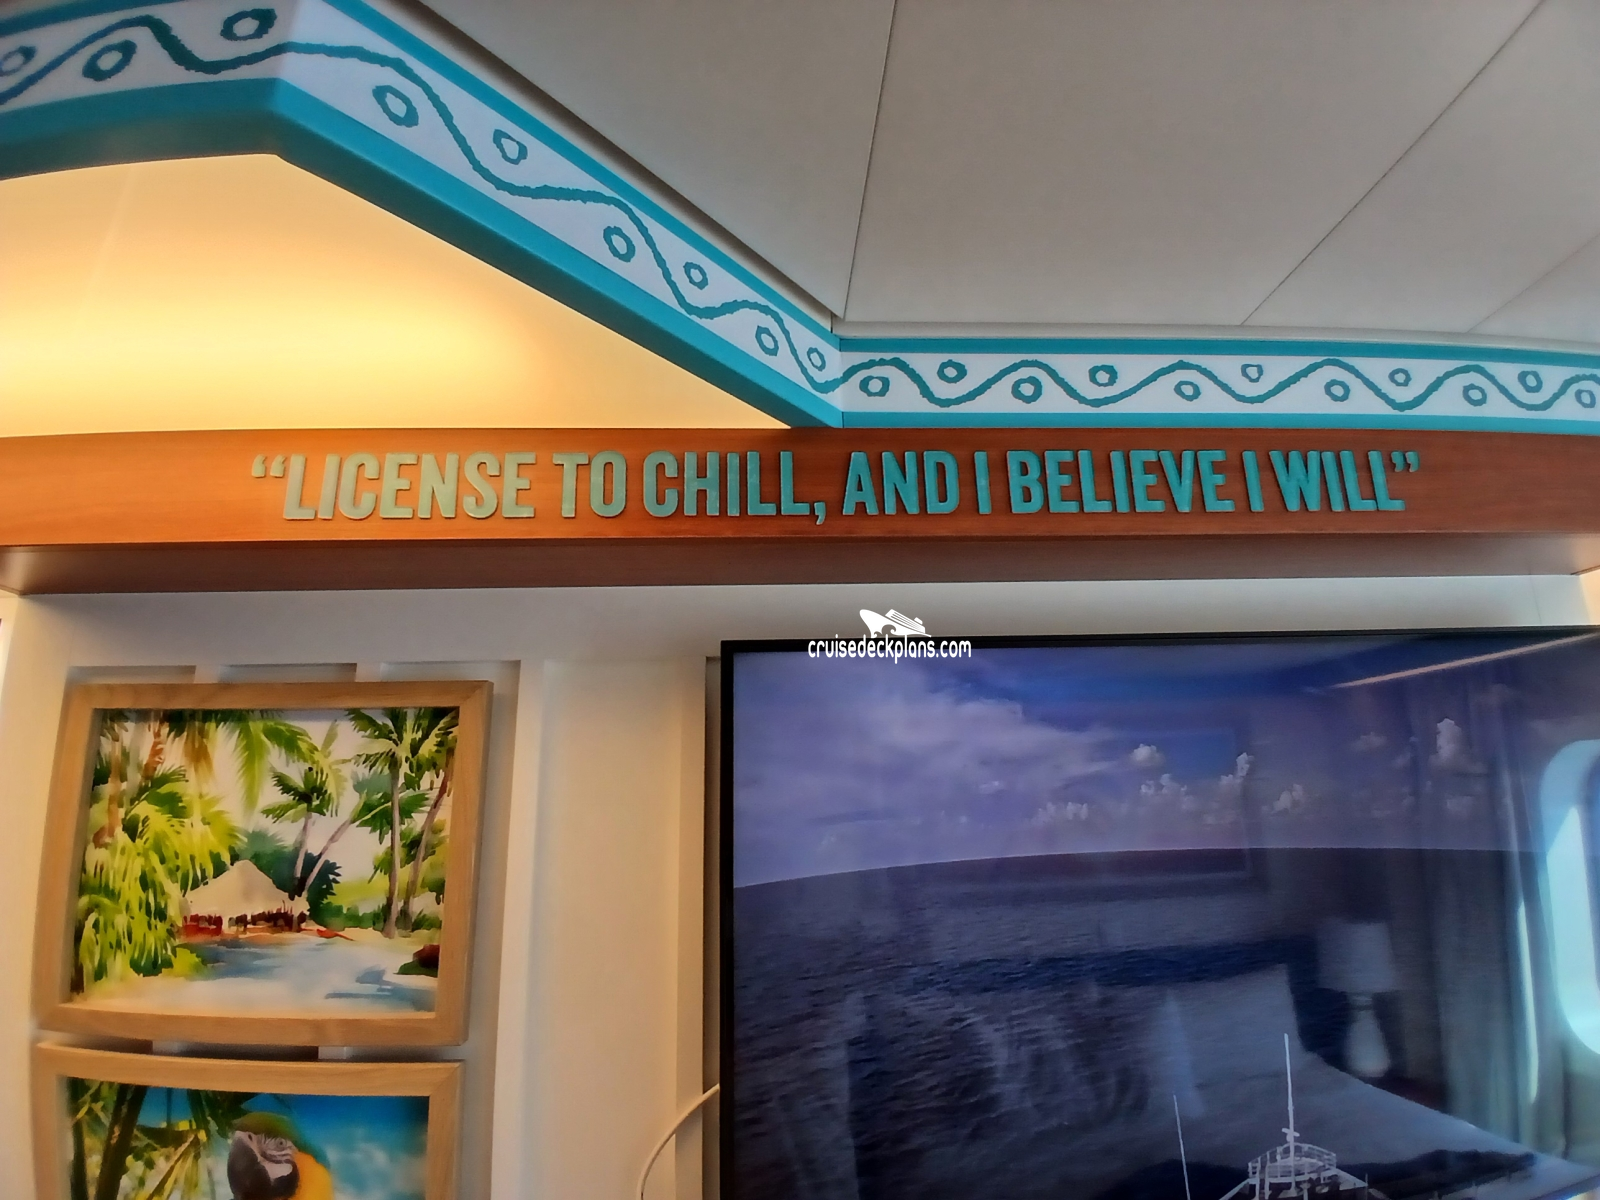 “LICENSE TO CHILL, AND I BELIEVE I WILL”
cruisedeckplans.com